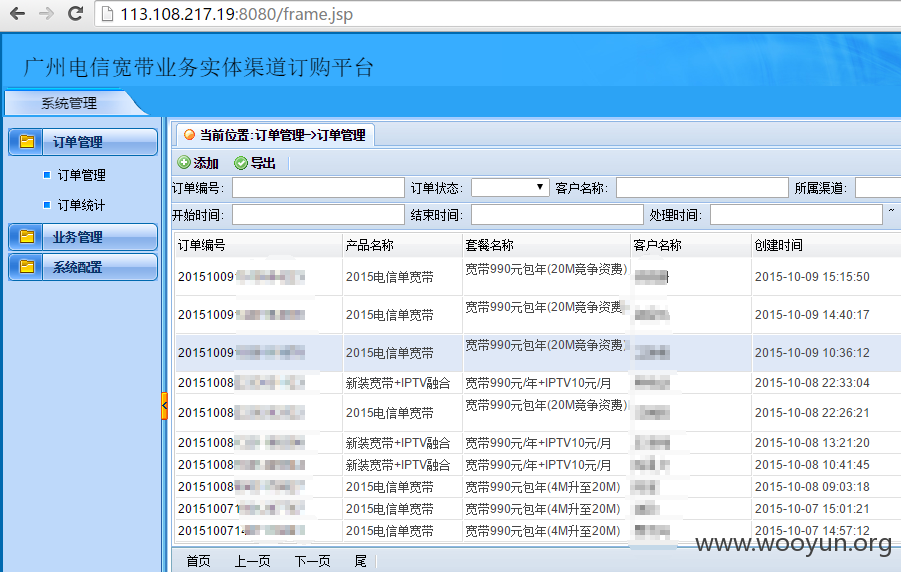 113.108.217.19:8080/frame.jsp
广州电信宽带业务实体渠道订购平台
系统管理
订单管理
订单管理
订单统计
业务管理
系统配置
当前位置:订单管理->订单管理
添加 导出
订单编号: 订单状态: 客户名称: 所属渠道:
开始时间: 结束时间: 处理时间: ~
订单编号 产品名称 套餐名称 客户名称 创建时间
20151009 2015电信单宽带 宽带990元包年(20M竞争资费) 2015-10-09 15:15:50
20151009 2015电信单宽带 宽带990元包年(20M竞争资费 2015-10-09 14:40:17
20151009 2015电信单宽带 宽带990元包年(20M竞争资费) 2015-10-09 10:36:12
20151008 新装宽带+IPTV融合 宽带990元/年+IPTV10元/月 2015-10-08 22:33:04
20151008 2015电信单宽带 宽带990元包年(20M竞争资费) 2015-10-08 22:26:21
20151008 新装宽带+IPTV融合 宽带990元/年+IPTV10元/月 2015-10-08 13:21:20
20151008 新装宽带+IPTV融合 宽带990元/年+IPTV10元/月 2015-10-08 10:41:45
20151008 2015电信单宽带 宽带990元包年(4M升至20M) 2015-10-08 09:03:18
20151007 2015电信单宽带 宽带990元包年(4M升至20M) 2015-10-07 15:01:21
20151007 2015电信单宽带 宽带990元包年(4M升至20M) 2015-10-07 14:57:12
首页 上一页 下一页 尾
www.wooyun.org